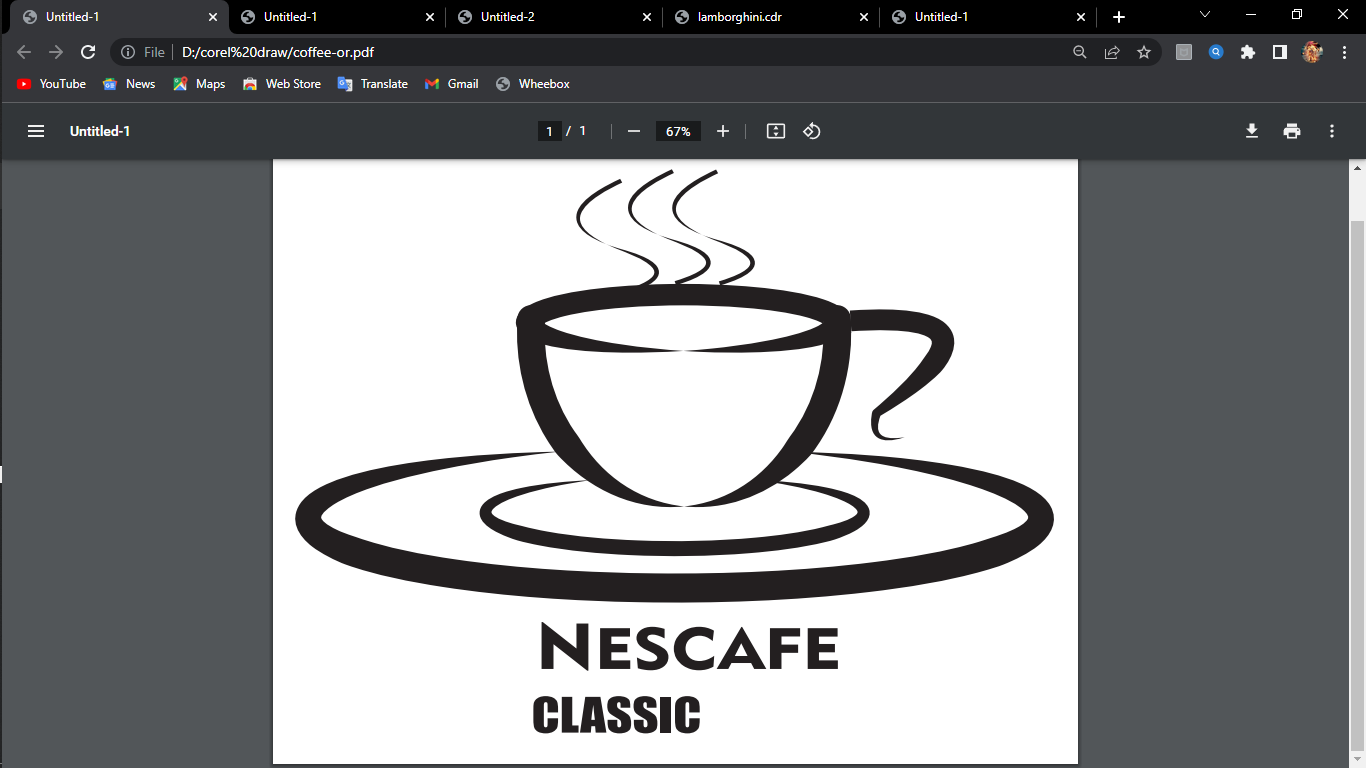 Untitled-1
Untitled-1
Untitled-2
lamborghini.cdr
Untitled-1
File
D:/corel%20draw/coffee-or.pdf
YouTube
News
Maps
Web Store
Translate
Gmail
Wheebox
Untitled-1
1 / 1
67%
NESCAFE
CLASSIC